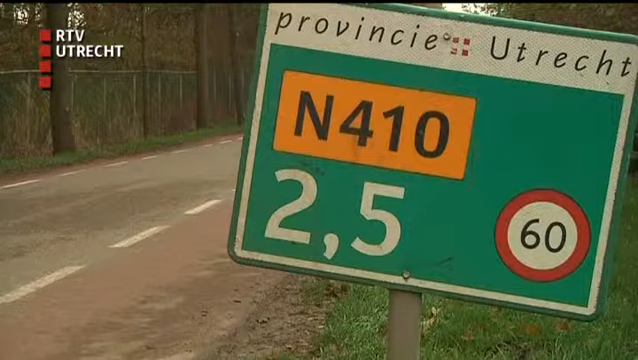 RTV
UTRECHT
provincie Utrecht
N410
2,5
60